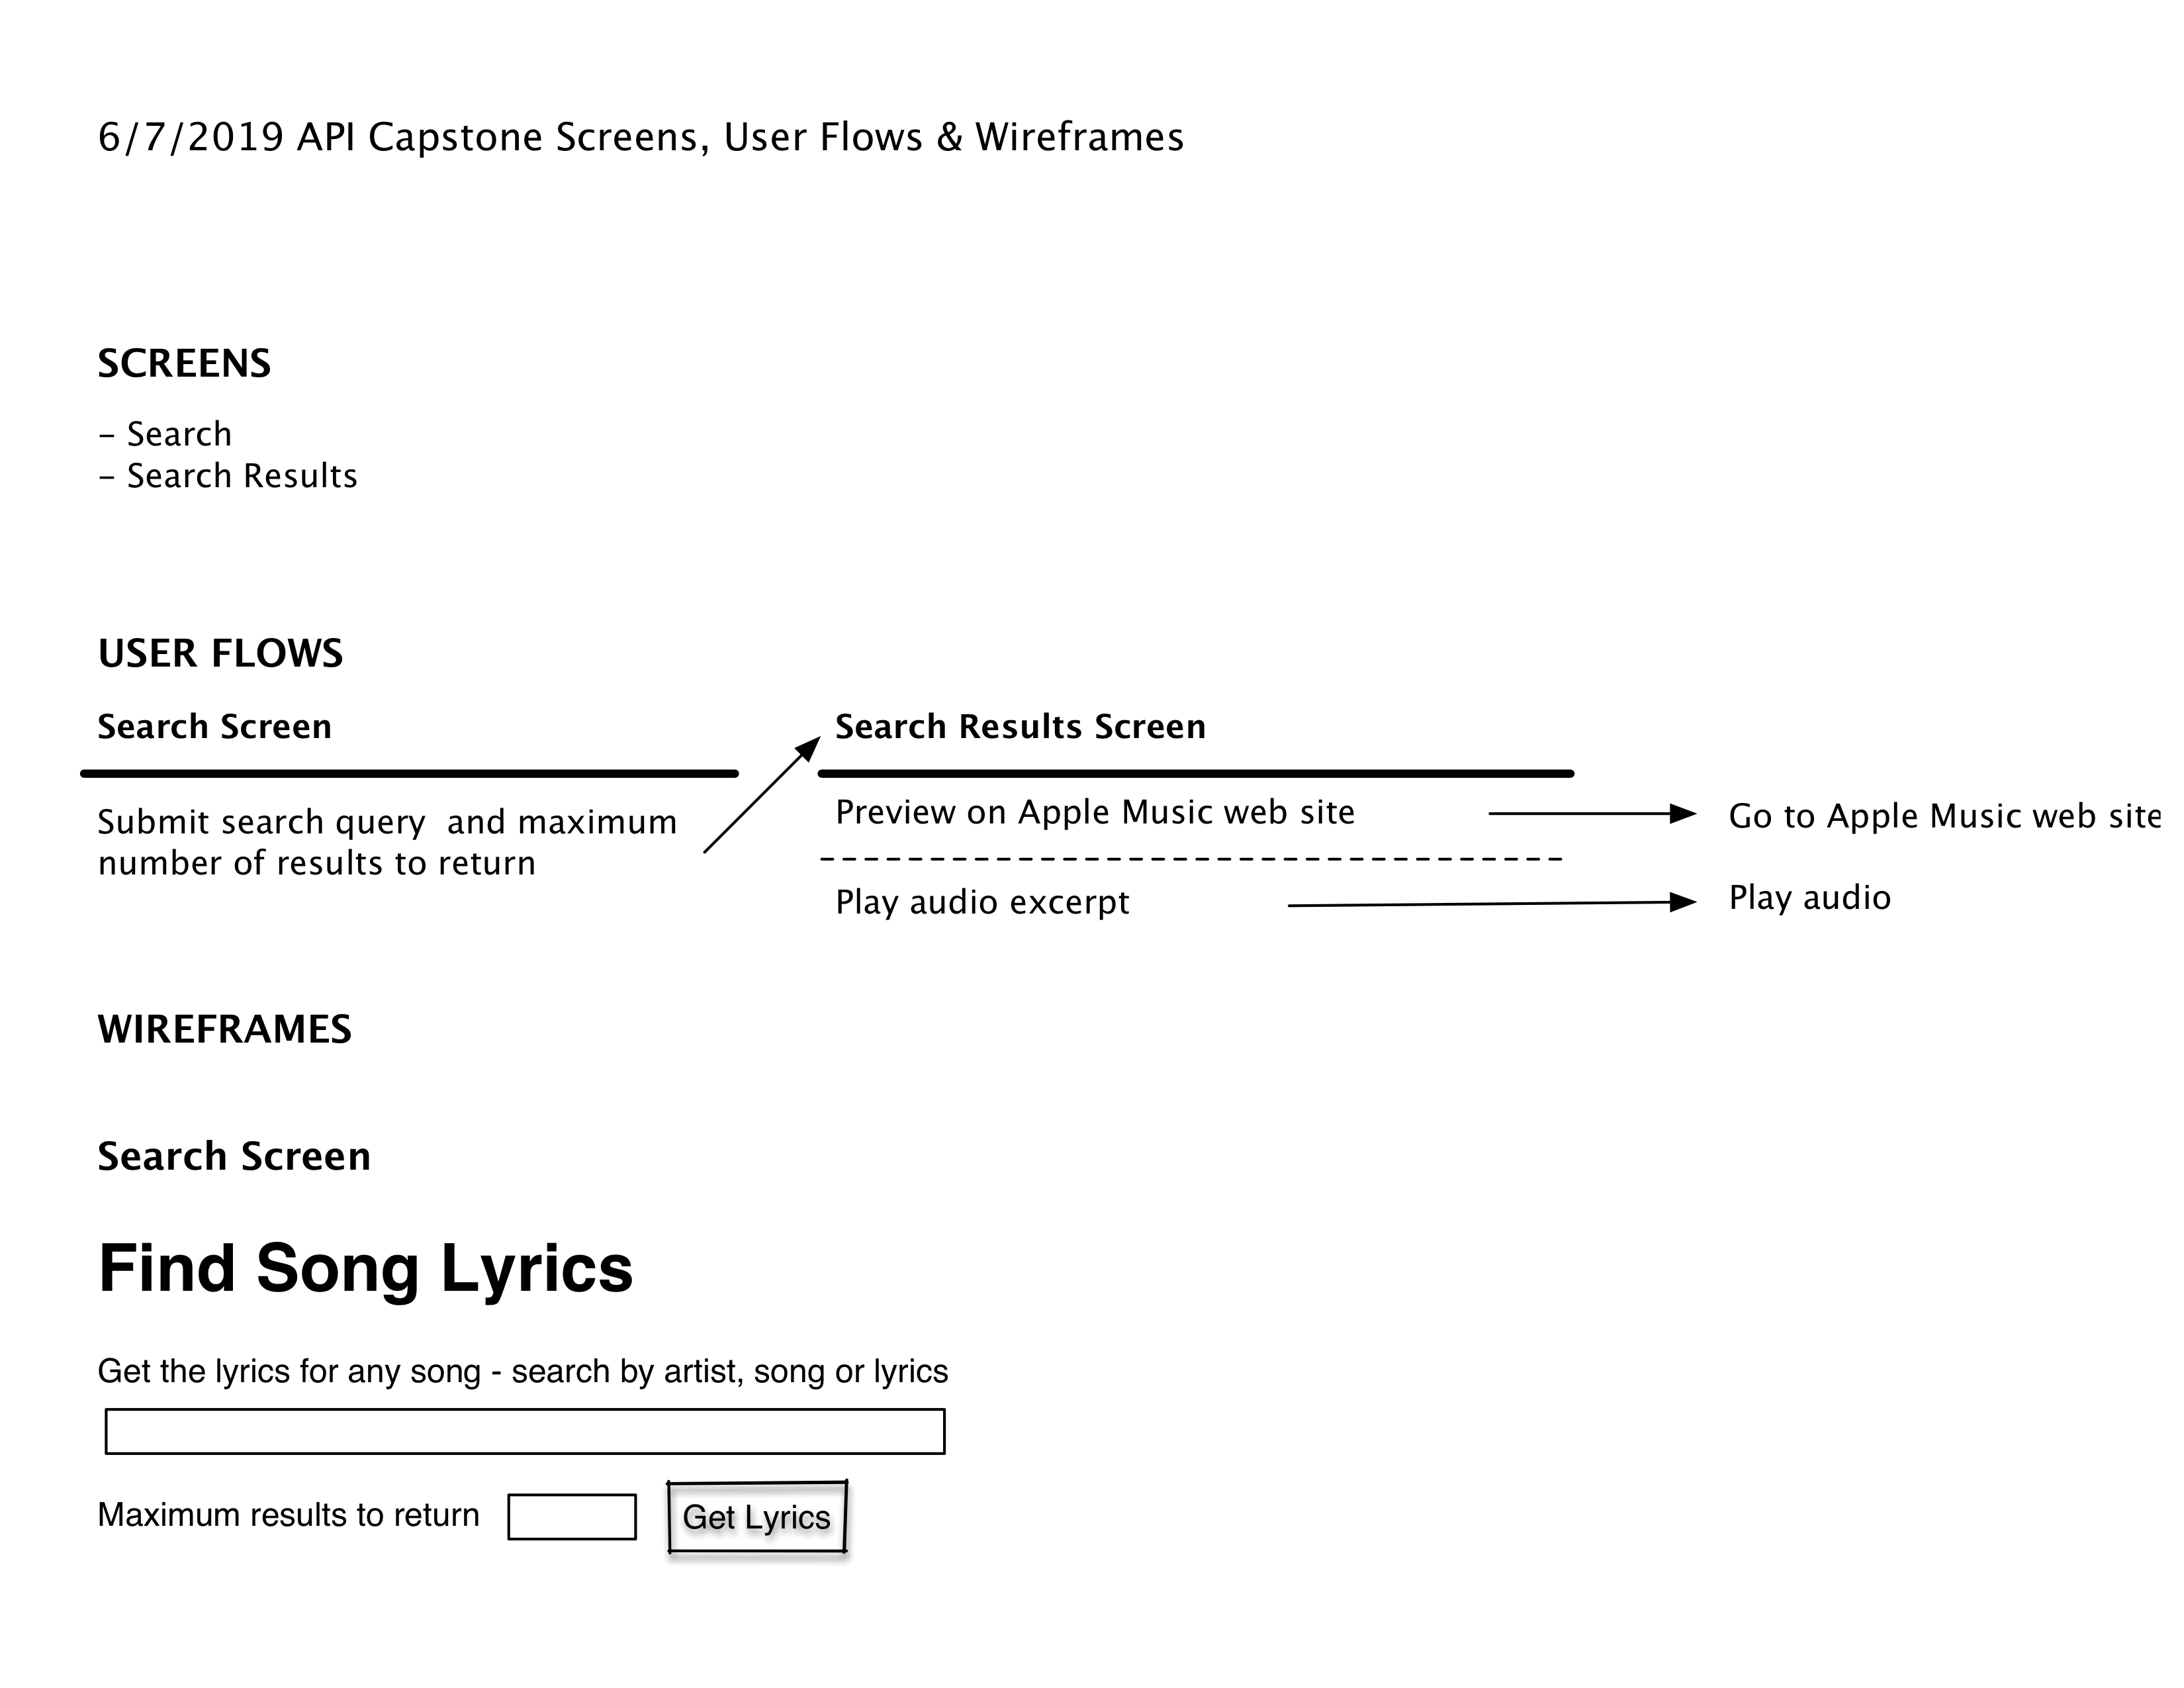 6/7/2019 API Capstone Screens, User Flows & Wireframes
SCREENS
- Search
- Search Results
USER FLOWS
Search Screen
Submit search query  and maximum
number of results to return
Search Results Screen
Preview on Apple Music web site
Go to Apple Music web site
Play audio excerpt
Play audio
WIREFRAMES
Search Screen
Find Song Lyrics
Get the lyrics for any song - search by artist, song or lyrics
Maximum results to return
Get Lyrics